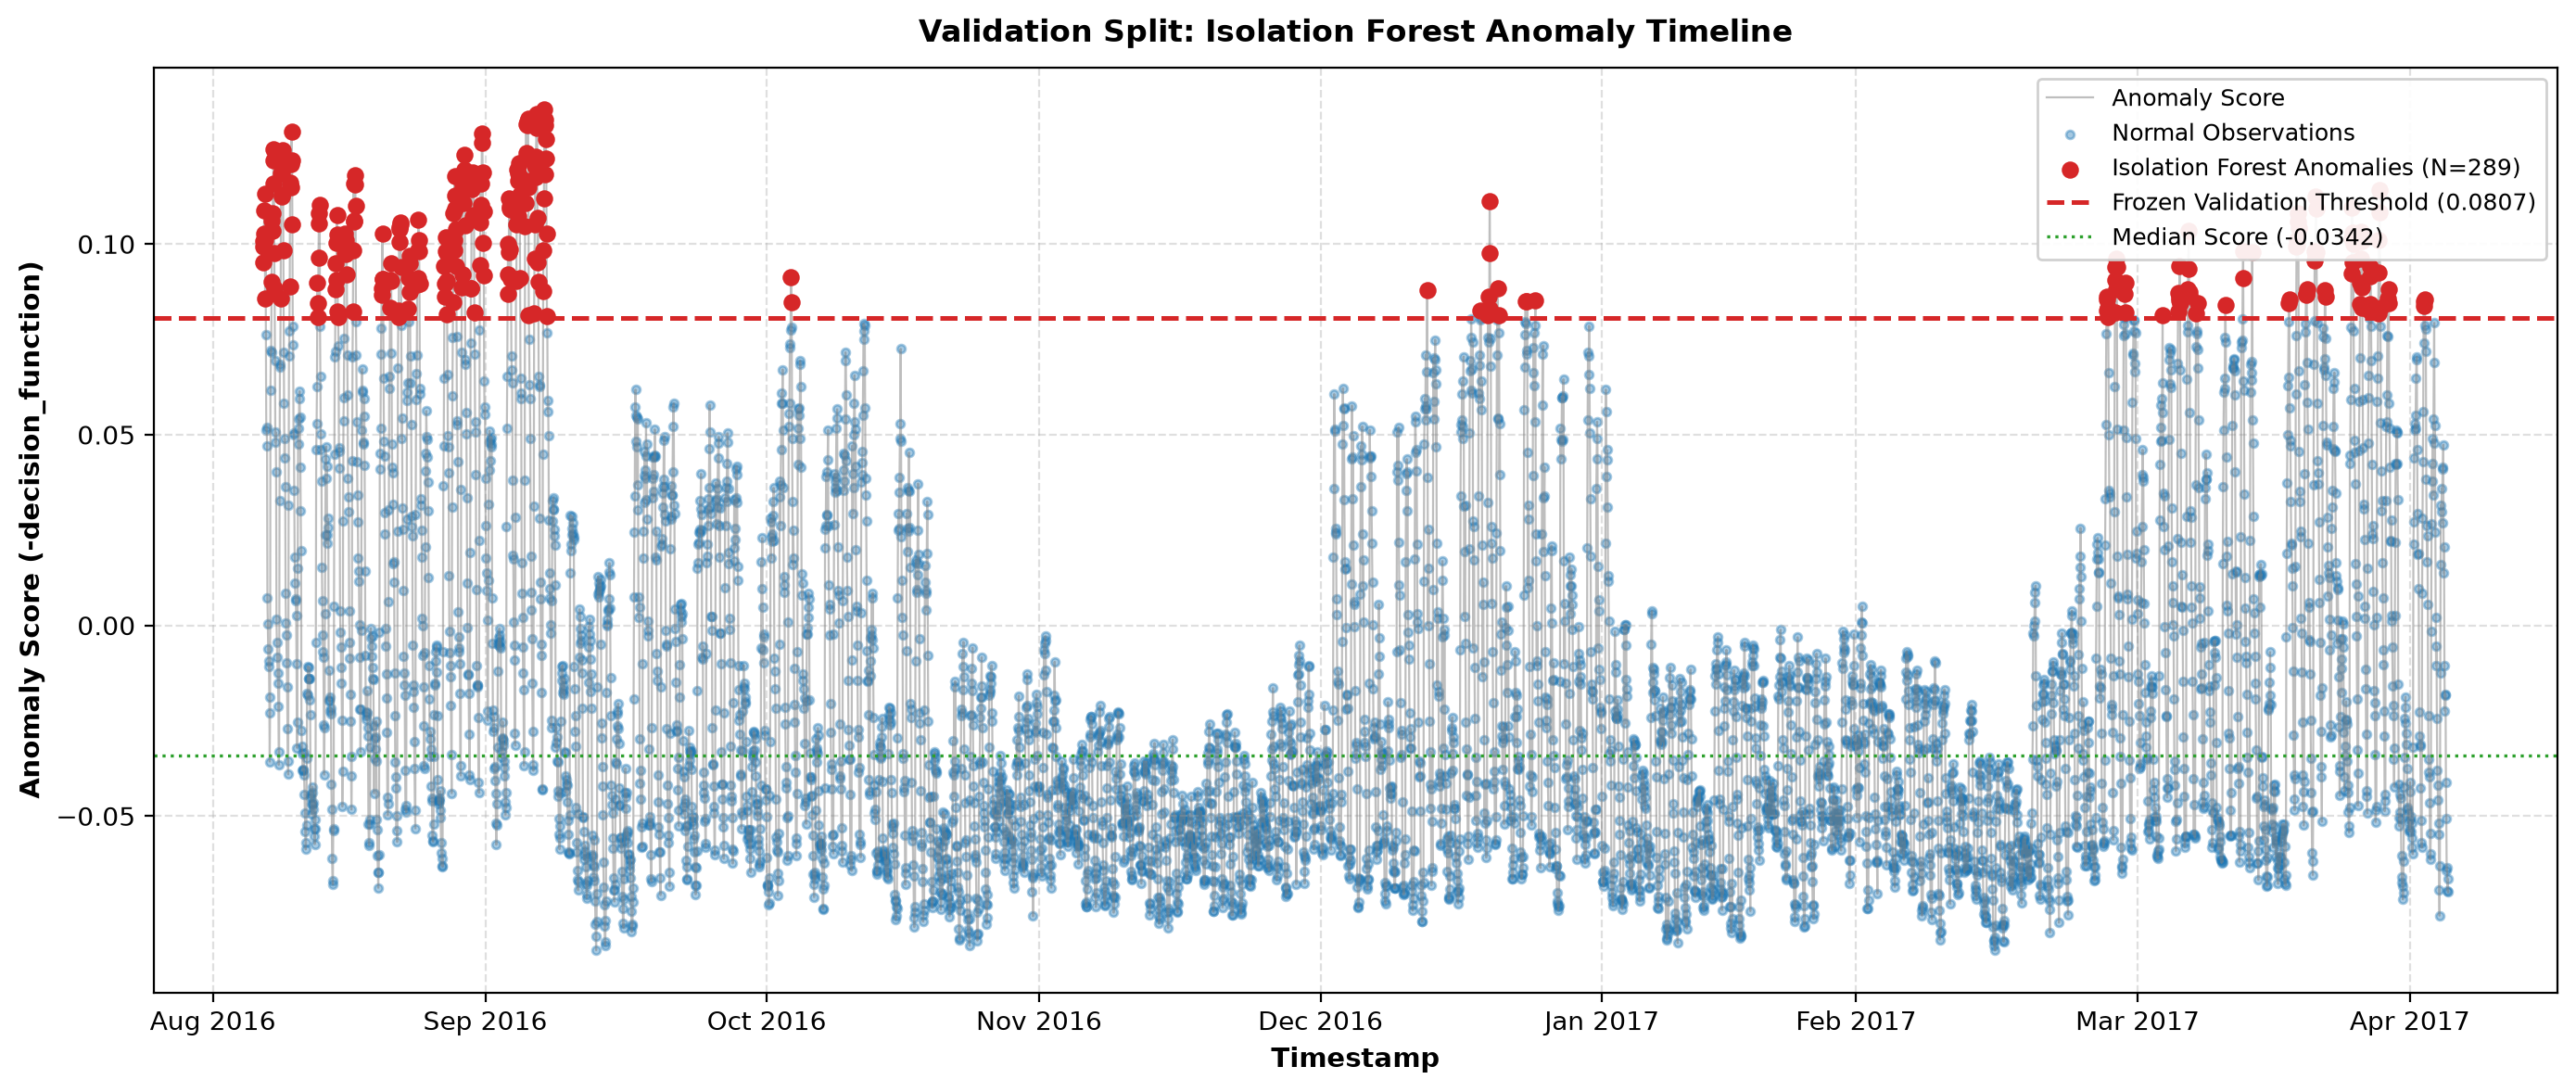 Validation Split: Isolation Forest Anomaly Timeline
Anomaly Score
Normal Observations
Isolation Forest Anomalies (N=289)
Frozen Validation Threshold (0.0807)
Median Score (-0.0342)
Anomaly Score (-decision_function)
0.10
0.05
0.00
−0.05
Aug 2016 Sep 2016 Oct 2016 Nov 2016 Dec 2016 Jan 2017 Feb 2017 Mar 2017 Apr 2017
Timestamp